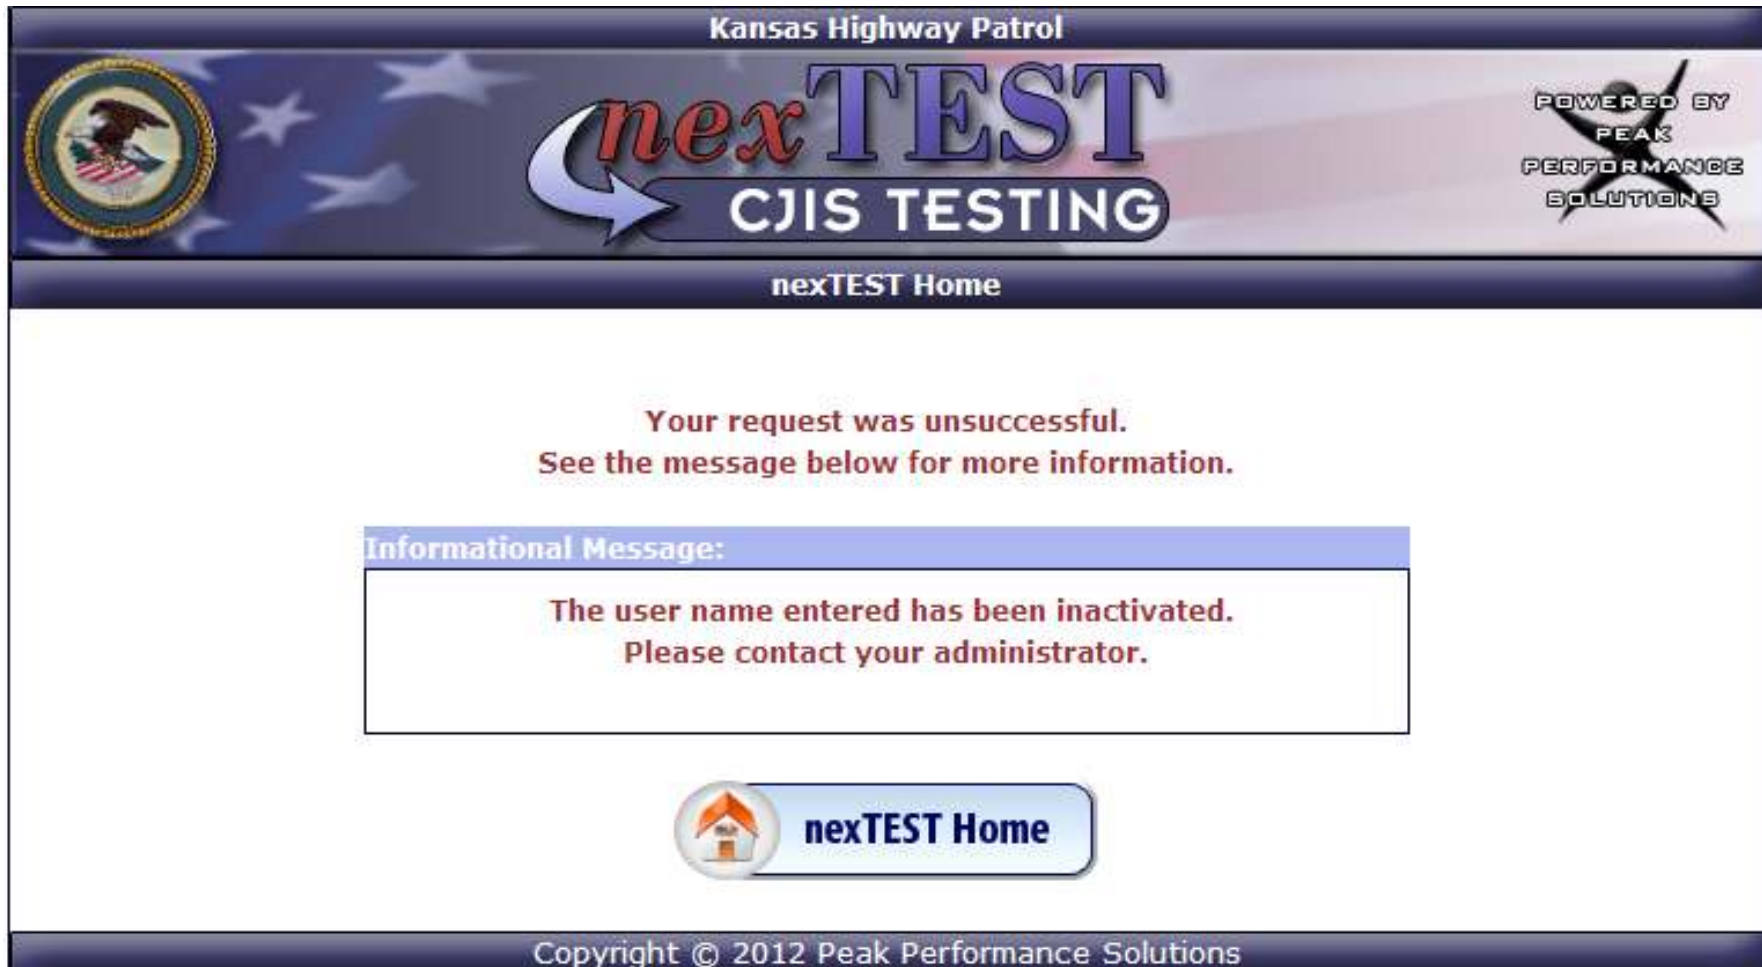 Kansas Highway Patrol
nexTEST
CJIS TESTING
POWERED BY
PEAK
PERFORMANCE
SOLUTIONS
nexTEST Home
Your request was unsuccessful.
See the message below for more information.
Informational Message:
The user name entered has been inactivated.
Please contact your administrator.
nexTEST Home
Copyright © 2012 Peak Performance Solutions